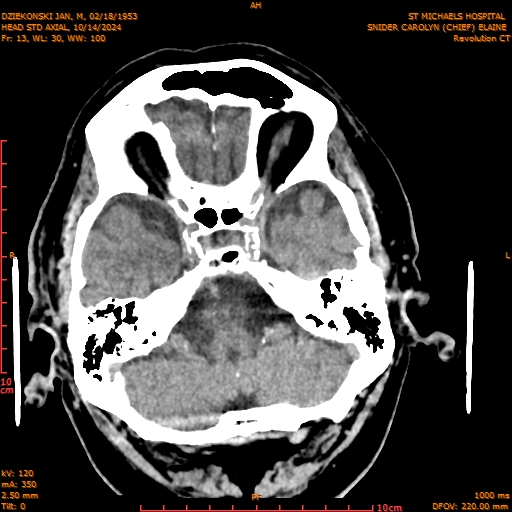 AH
DZIEKONSKI JAN, M, 02/18/1953
HEAD STD AXIAL, 10/14/2024
Fr: 13, WL: 30, WW: 100
ST MICHAELS HOSPITAL
SNIDER CAROLYN (CHIEF) ELAINE
Revolution CT
R
L
10
cm
kV: 120
mA: 350
2.50 mm
Tilt: 0
PF
10cm
1000 ms
DFOV: 220.00 mm